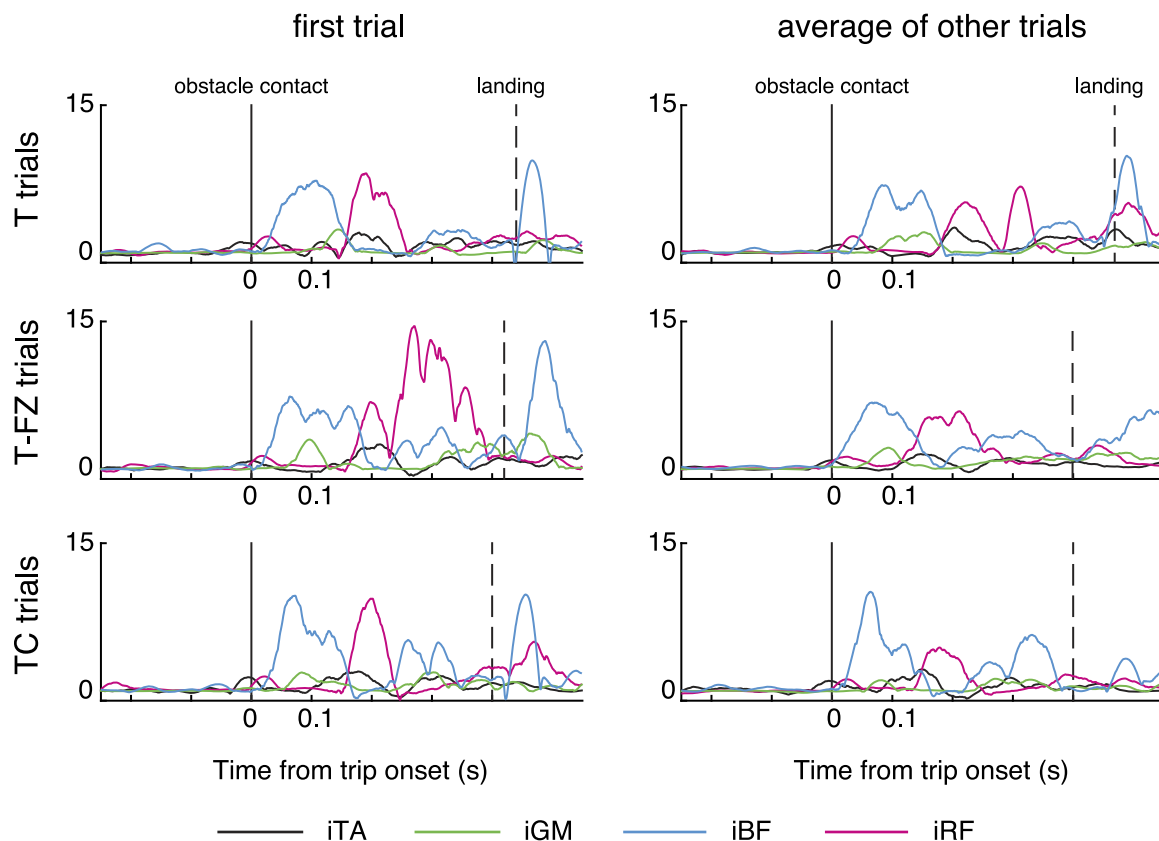 first trial
average of other trials
obstacle contact
landing
obstacle contact
landing
T trials
15
0
0
0.1
15
0
0
0.1
T-FZ trials
15
0
0
0.1
15
0
0
0.1
TC trials
15
0
0
0.1
15
0
0
0.1
Time from trip onset (s)
Time from trip onset (s)
iTA
iGM
iBF
iRF